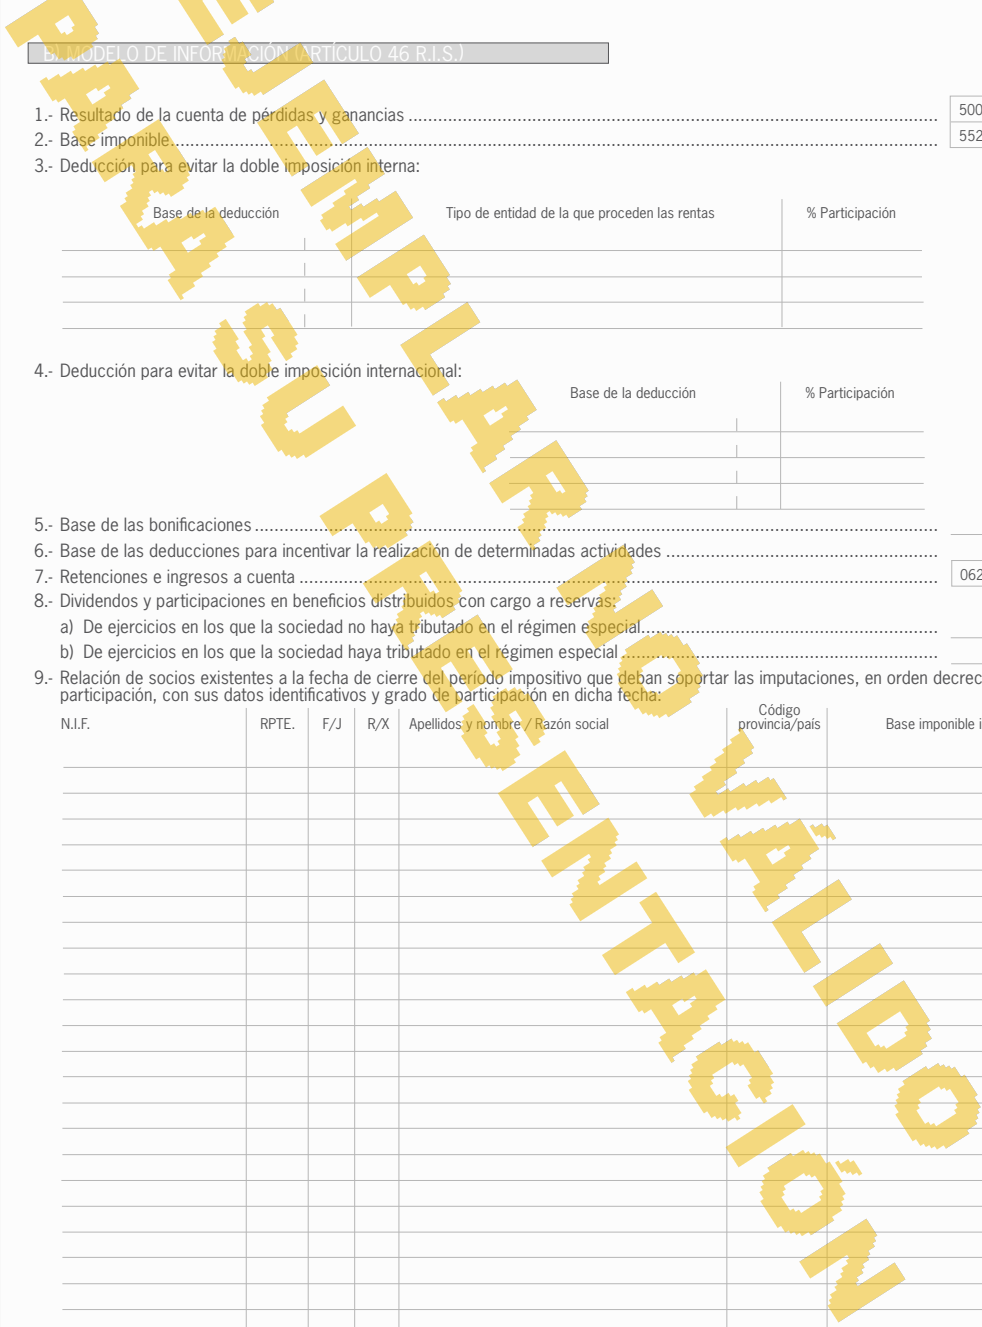 B) MODELO DE INFORMACIÓN (ARTÍCULO 46 R.I.S.)
1.- Resultado de la cuenta de pérdidas y ganancias 500
2.- Base imponible 552
3.- Deducción para evitar la doble imposición interna:
Base de la deducción Tipo de entidad de la que proceden las rentas % Participación
4.- Deducción para evitar la doble imposición internacional:
Base de la deducción % Participación
5.- Base de las bonificaciones
6.- Base de las deducciones para incentivar la realización de determinadas actividades
7.- Retenciones e ingresos a cuenta 062
8.- Dividendos y participaciones en beneficios distribuidos con cargo a reservas:
a) De ejercicios en los que la sociedad no haya tributado en el régimen especial
b) De ejercicios en los que la sociedad haya tributado en el régimen especial
9.- Relación de socios existentes a la fecha de cierre del período impositivo que deban soportar las imputaciones, en orden decrec
participación, con sus datos identificativos y grado de participación en dicha fecha:
N.I.F. RPTE. F/J R/X Apellidos y nombre / Razón social Código provincia/país Base imponible i
EJEMPLAR NO VÁLIDO
PARA SU PRESENTACIÓN